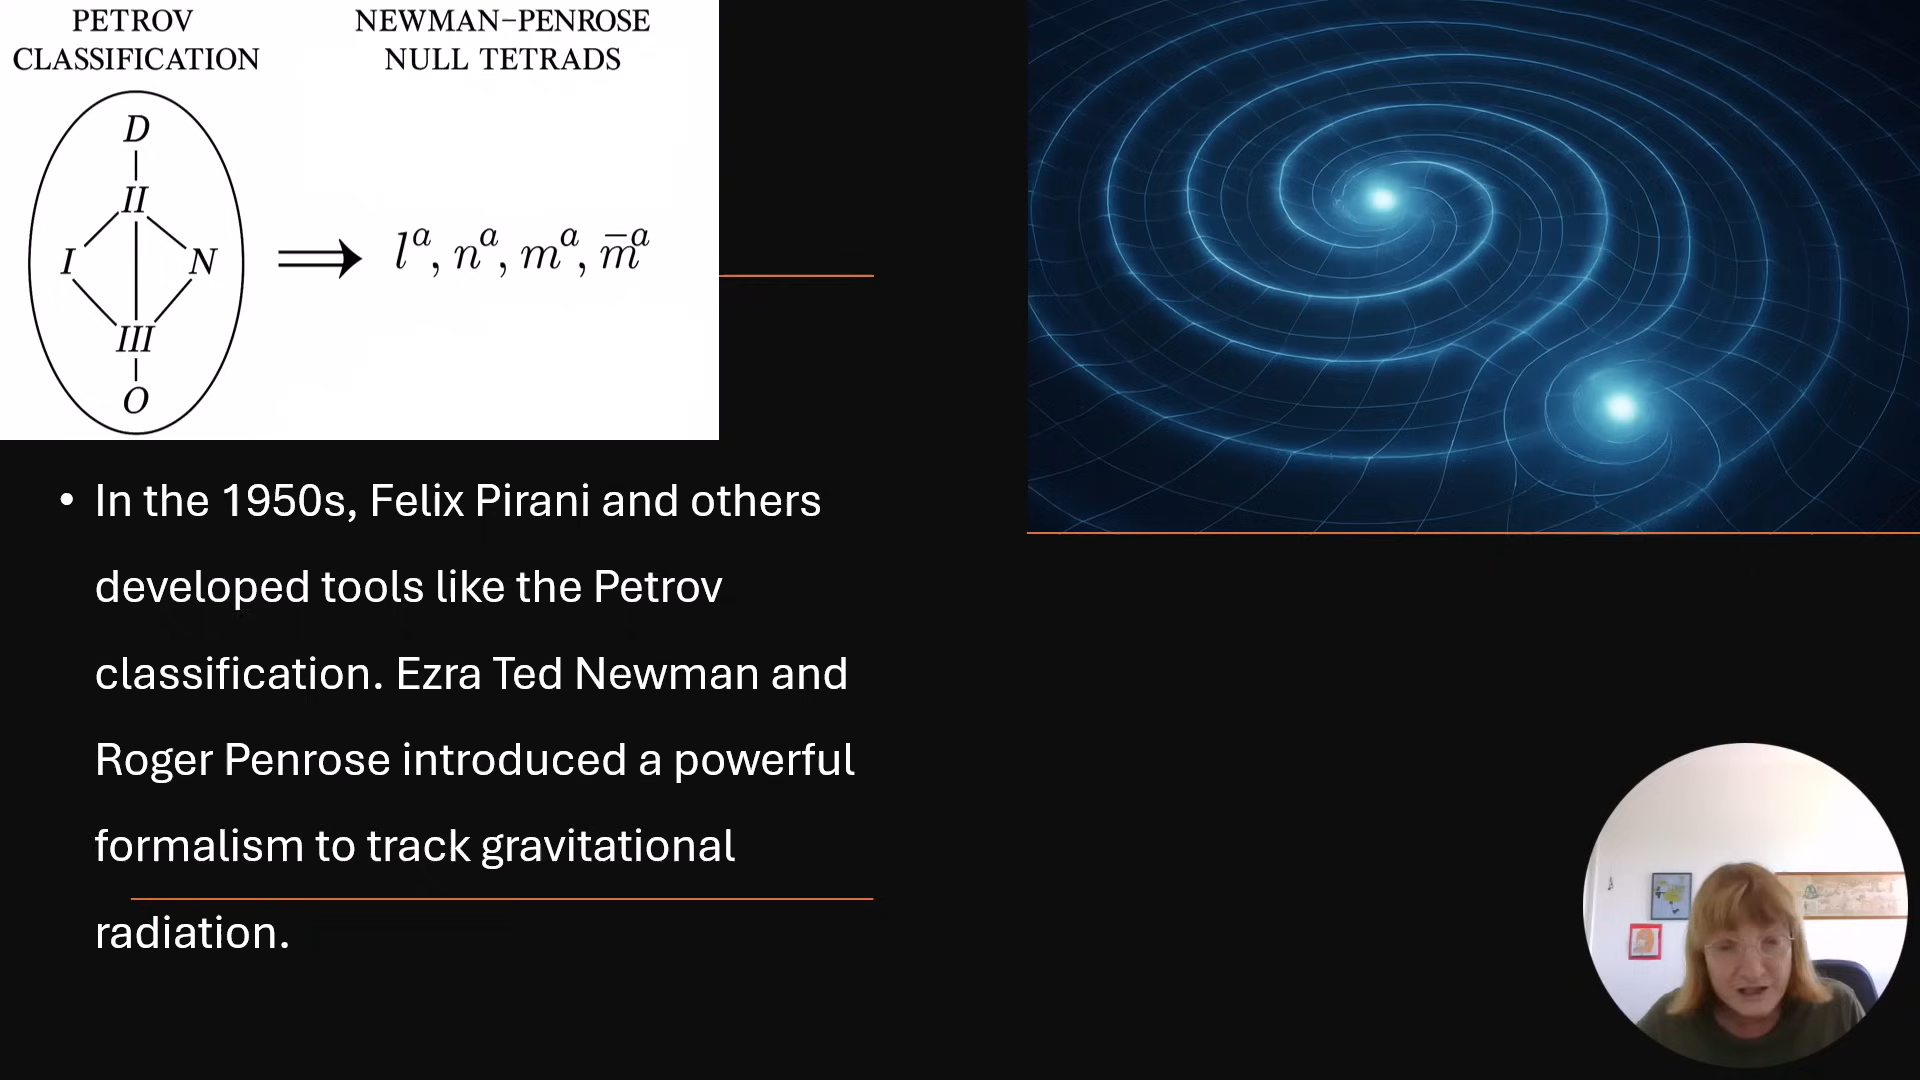 PETROV
CLASSIFICATION
NEWMAN–PENROSE
NULL TETRADS
D
II
I
N
III
O
⟹ lᵃ, nᵃ, mᵃ, m̄ᵃ
• In the 1950s, Felix Pirani and others
developed tools like the Petrov
classification. Ezra Ted Newman and
Roger Penrose introduced a powerful
formalism to track gravitational
radiation.